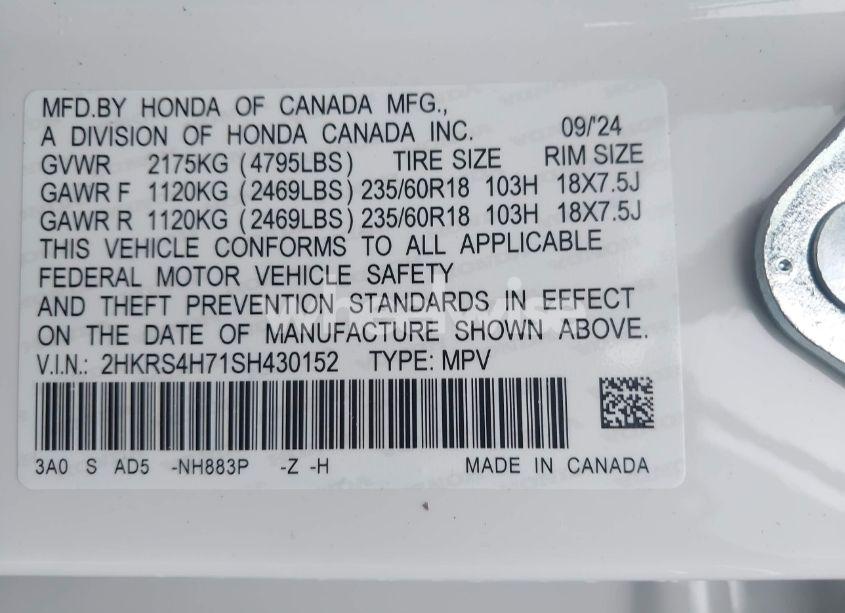 MFD.BY HONDA OF CANADA MFG.,
A DIVISION OF HONDA CANADA INC. 09/'24
GVWR 2175KG (4795LBS) TIRE SIZE RIM SIZE
GAWR F 1120KG (2469LBS) 235/60R18 103H 18X7.5J
GAWR R 1120KG (2469LBS) 235/60R18 103H 18X7.5J
THIS VEHICLE CONFORMS TO ALL APPLICABLE
FEDERAL MOTOR VEHICLE SAFETY
AND THEFT PREVENTION STANDARDS IN EFFECT
ON THE DATE OF MANUFACTURE SHOWN ABOVE.
V.I.N.: 2HKRS4H71SH430152 TYPE: MPV
3A0 S AD5 -NH883P -Z -H MADE IN CANADA